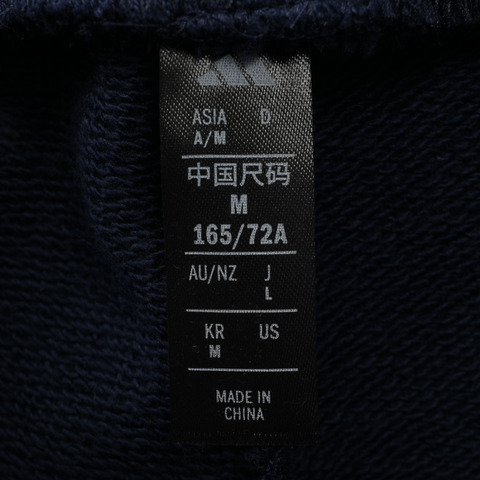 ASIA D
A/M
中国尺码
M
165/72A
AU/NZ J
L
KR US
M
MADE IN
CHINA